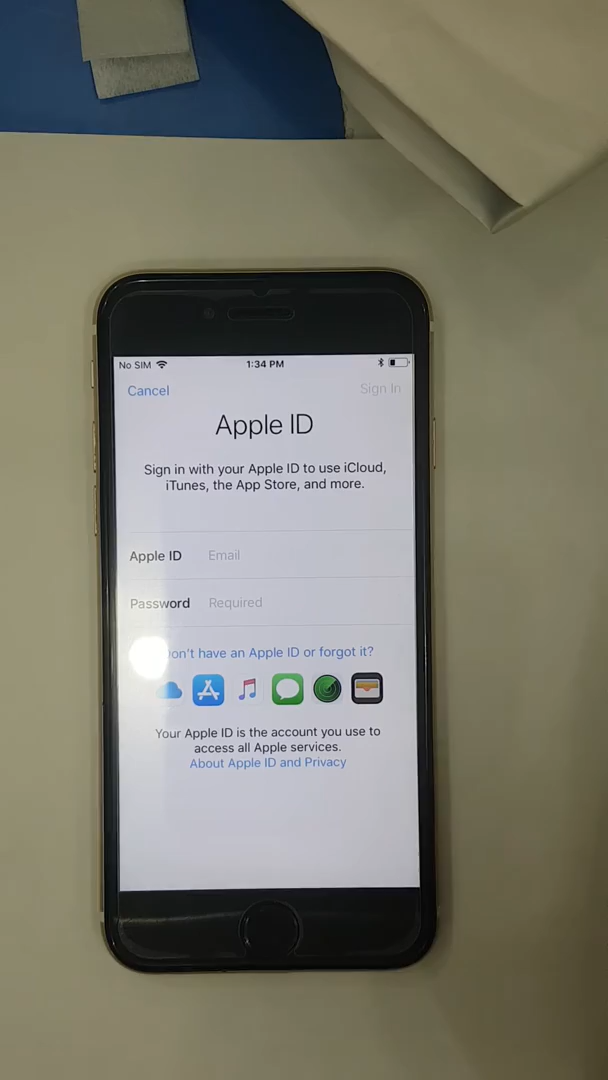 No SIM 1:34 PM
Cancel Sign In
Apple ID
Sign in with your Apple ID to use iCloud,
iTunes, the App Store, and more.
Apple ID Email
Password Required
on't have an Apple ID or forgot it?
Your Apple ID is the account you use to
access all Apple services.
About Apple ID and Privacy